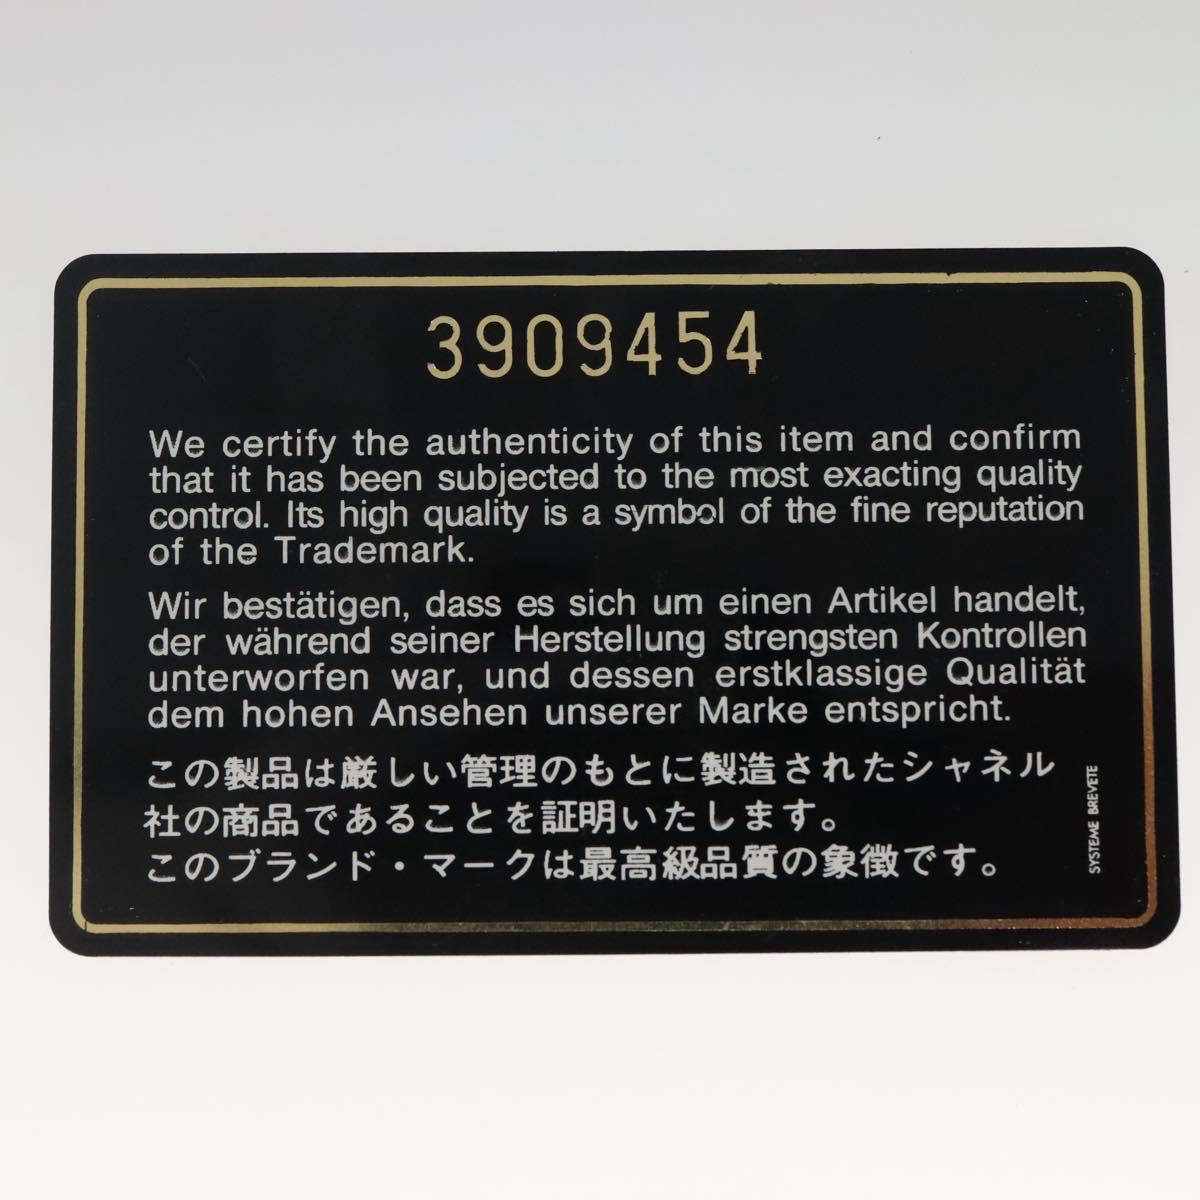 3909454
We certify the authenticity of this item and confirm
that it has been subjected to the most exacting quality
control. Its high quality is a symbol of the fine reputation
of the Trademark.
Wir bestätigen, dass es sich um einen Artikel handelt,
der während seiner Herstellung strengsten Kontrollen
unterworfen war, und dessen erstklassige Qualität
dem hohen Ansehen unserer Marke entspricht.
この製品は厳しい管理のもとに製造されたシャネル
社の商品であることを証明いたします。
このブランド・マークは最高級品質の象徴です。
SYSTEME BREVETE